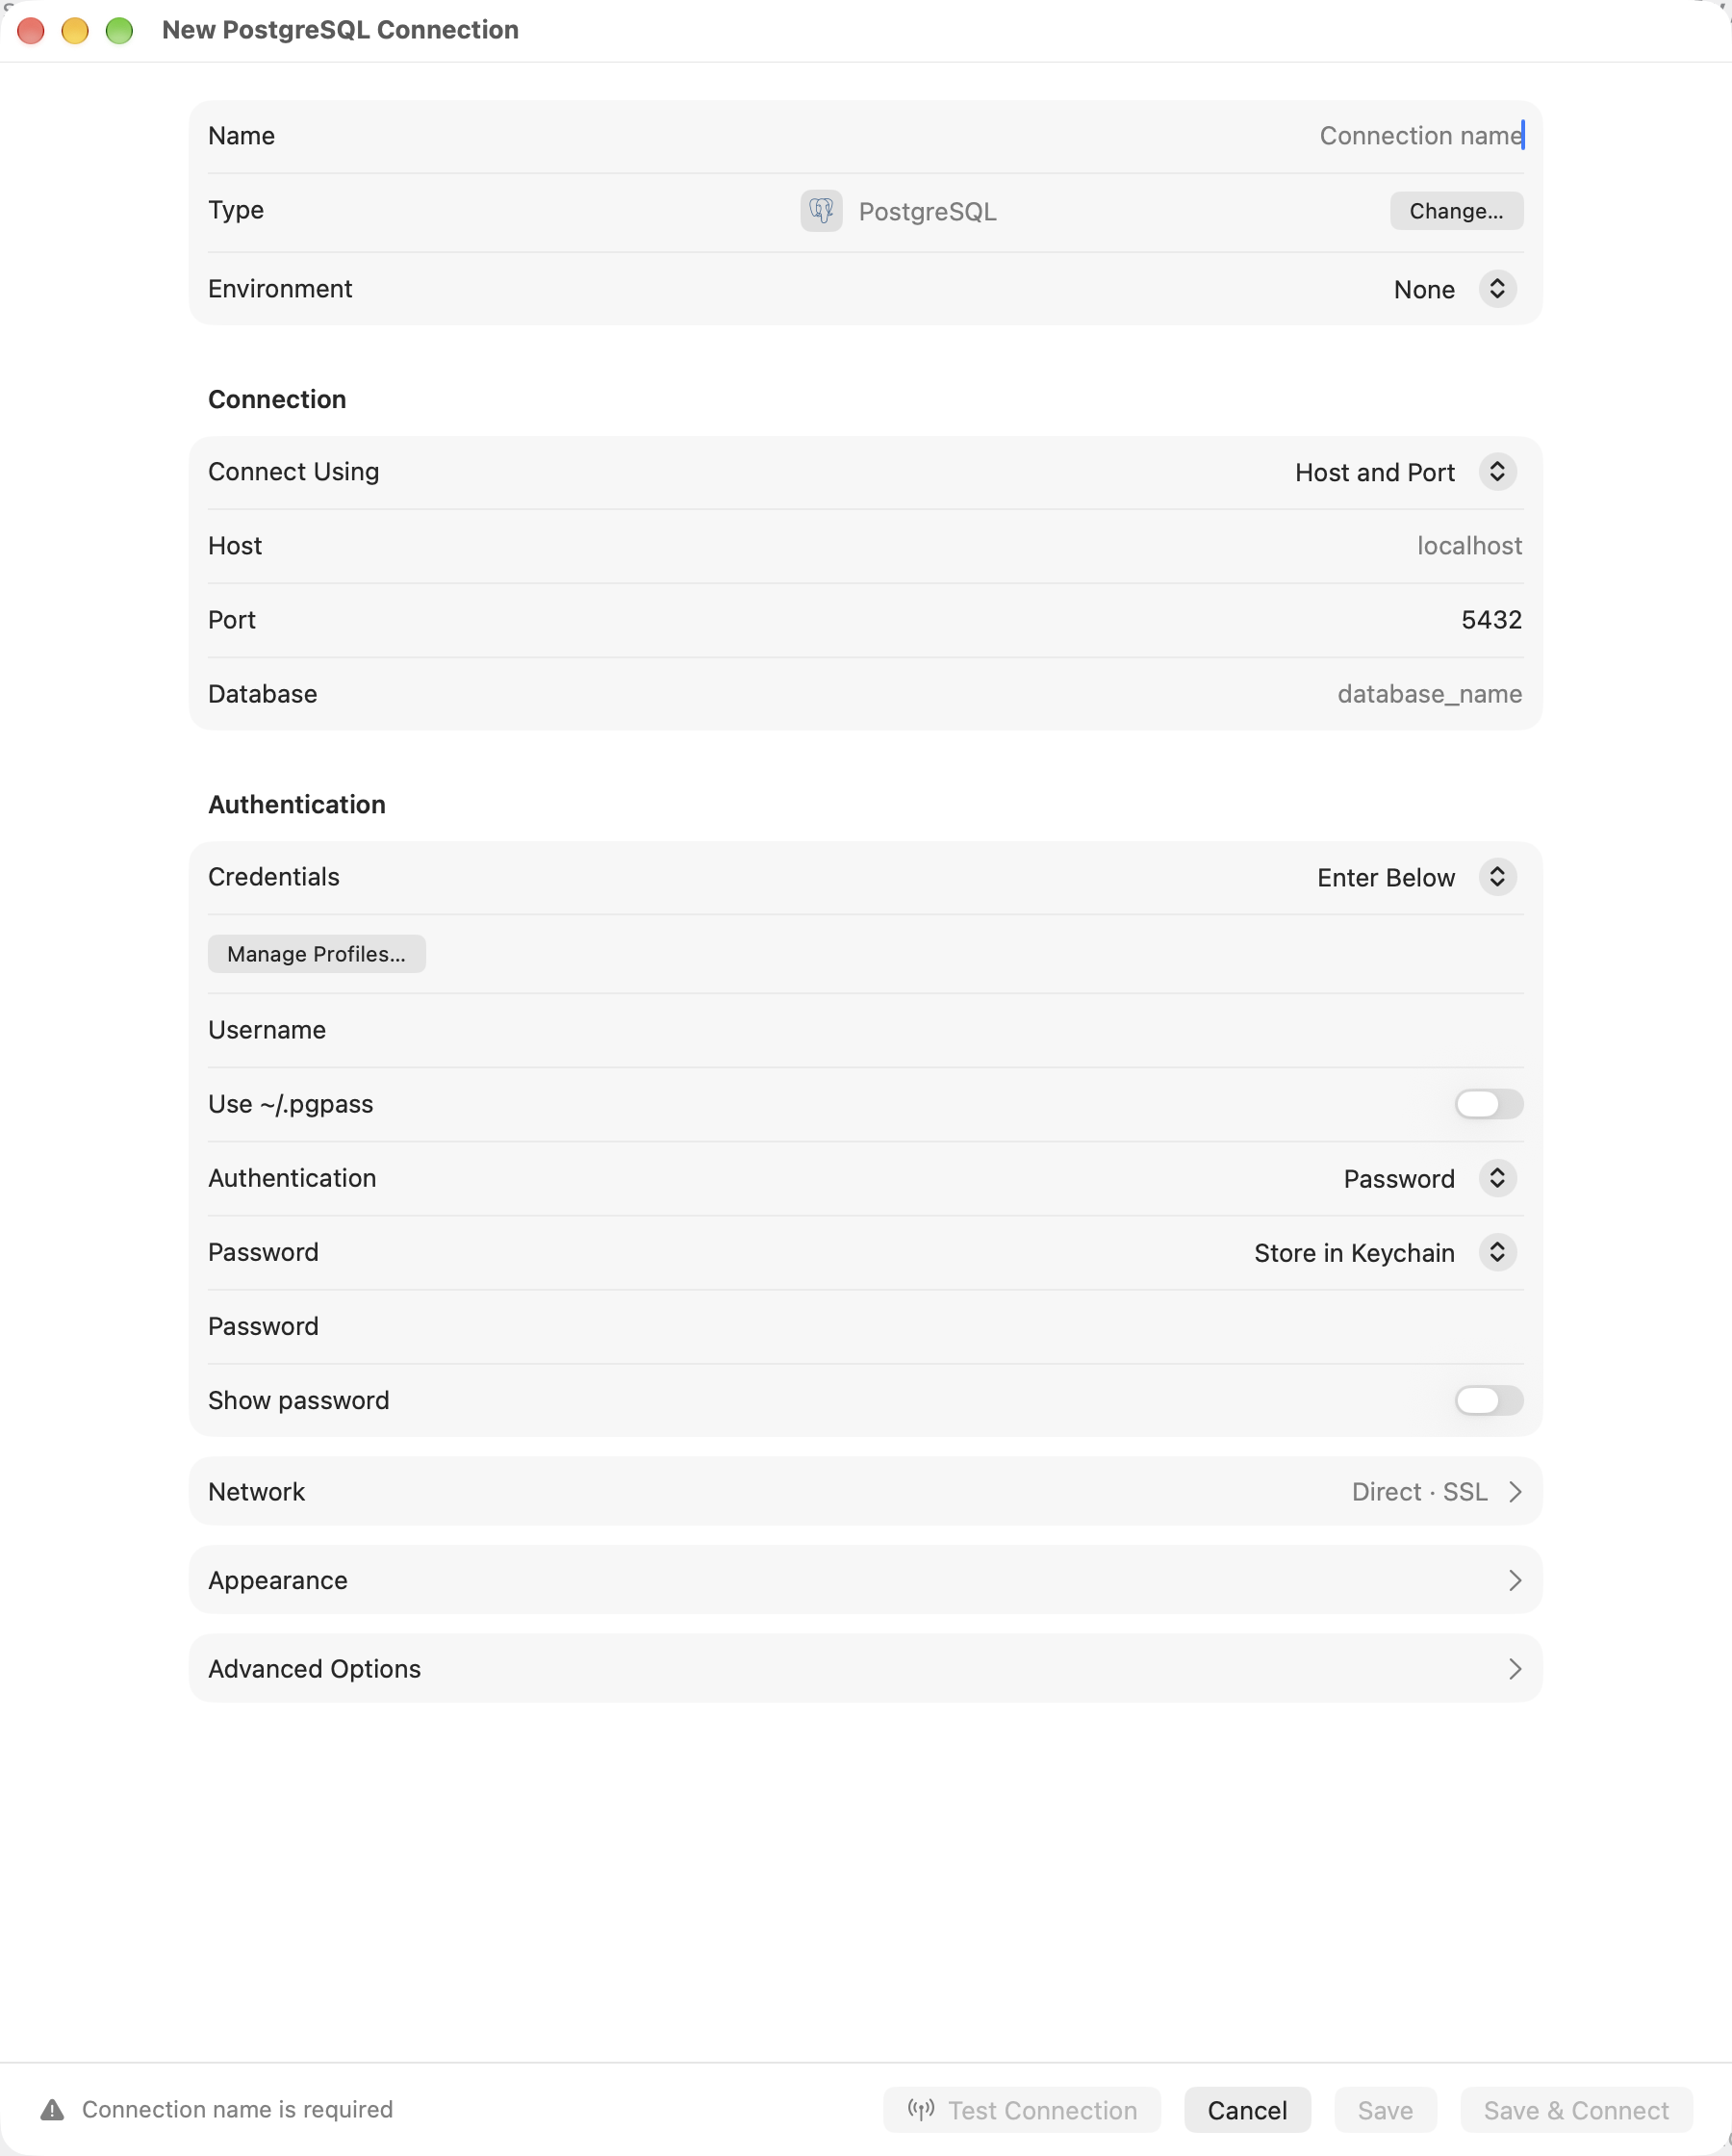 New PostgreSQL Connection
Name Connection name
Type PostgreSQL Change...
Environment None
Connection
Connect Using Host and Port
Host localhost
Port 5432
Database database_name
Authentication
Credentials Enter Below
Manage Profiles...
Username
Use ~/.pgpass
Authentication Password
Password Store in Keychain
Password
Show password
Network Direct · SSL
Appearance
Advanced Options
Connection name is required Test Connection Cancel Save Save & Connect